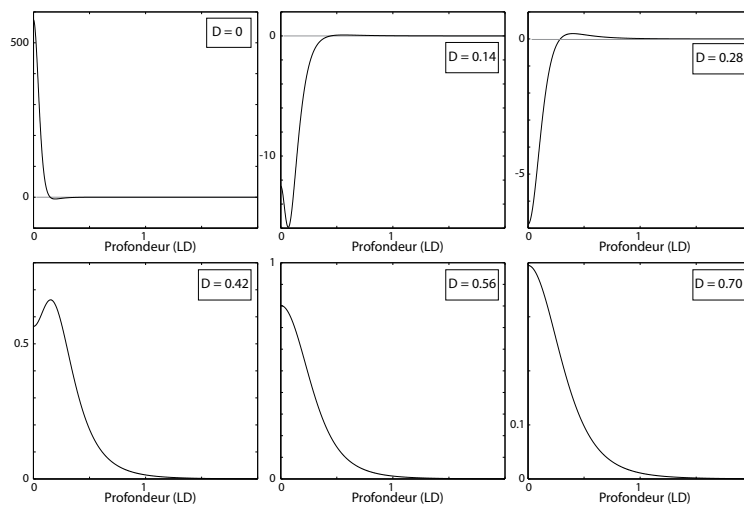 500
0
D = 0
0
1
Profondeur (LD)
0
-10
D = 0.14
0
1
Profondeur (LD)
0
-5
D = 0.28
0
1
Profondeur (LD)
0.5
0
D = 0.42
0
1
Profondeur (LD)
1
0
D = 0.56
0
1
Profondeur (LD)
0.1
0
D = 0.70
0
1
Profondeur (LD)